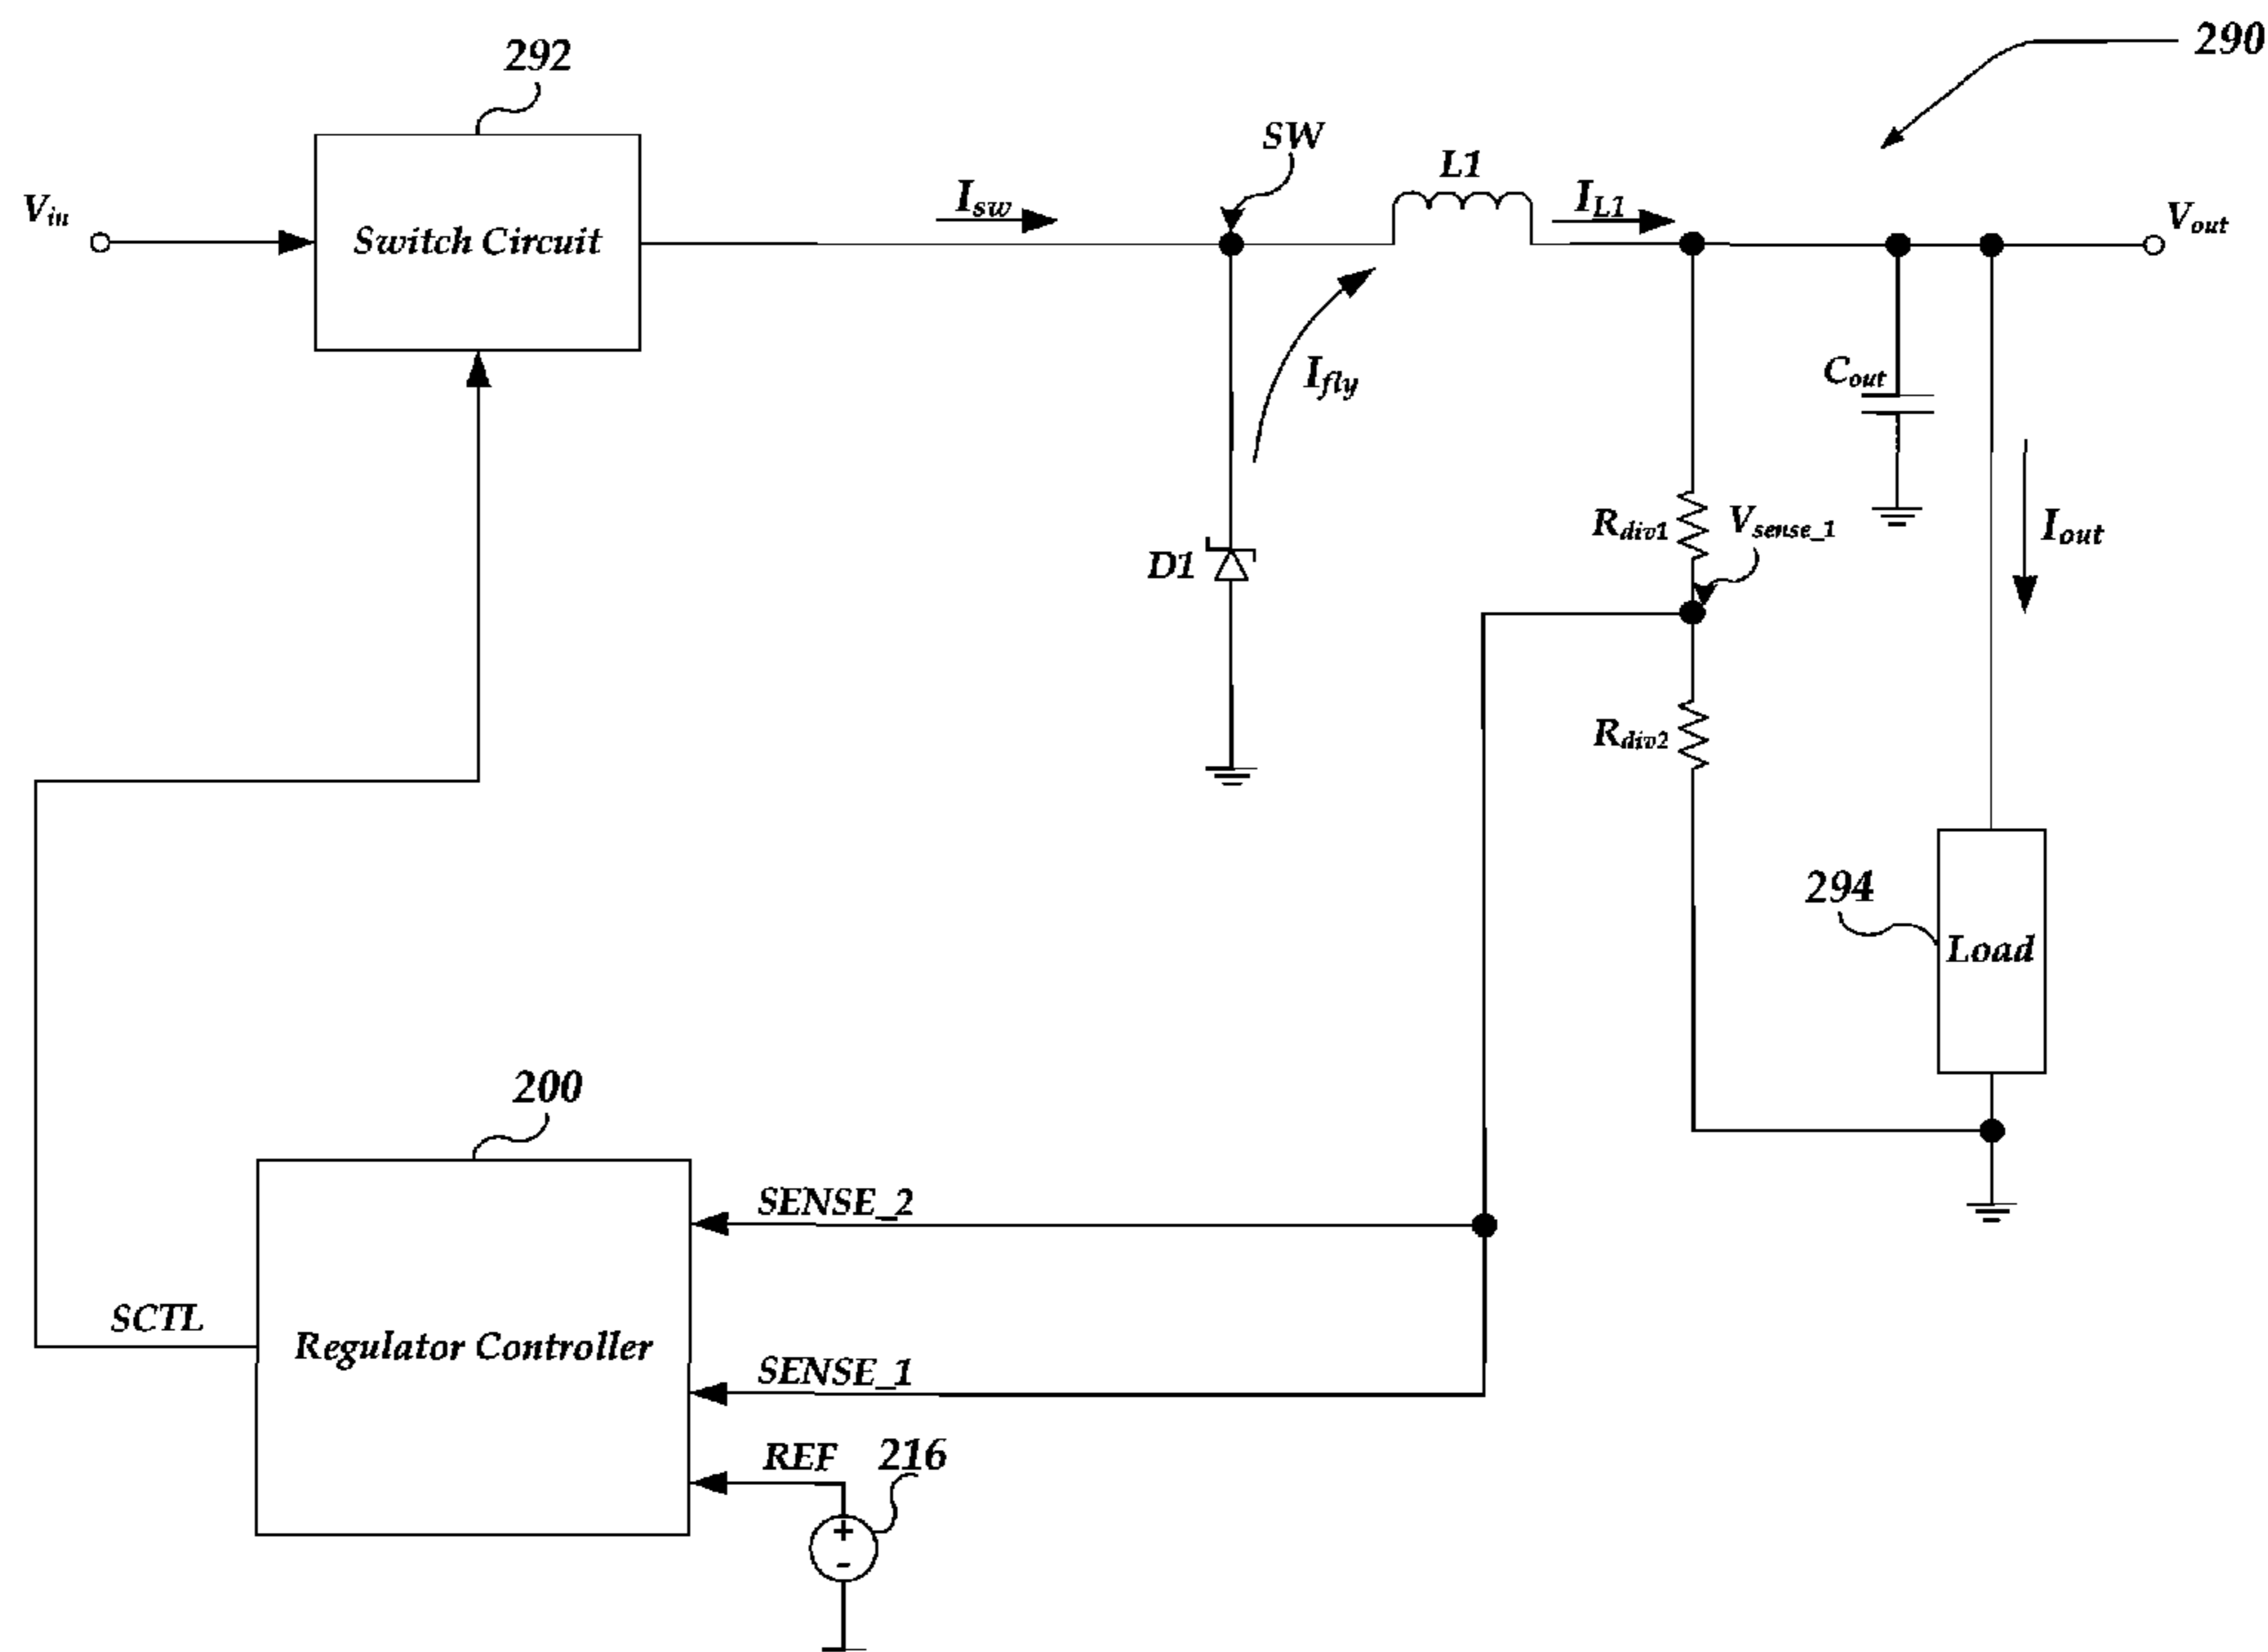 290
292
SW
L1
I_sw
I_L1
V_in
V_out
Switch Circuit
C_out
I_fly
R_div1
V_sense_1
I_out
D1
R_div2
294
Load
200
SENSE_2
SCTL
Regulator Controller
SENSE_1
REF
216
+
-